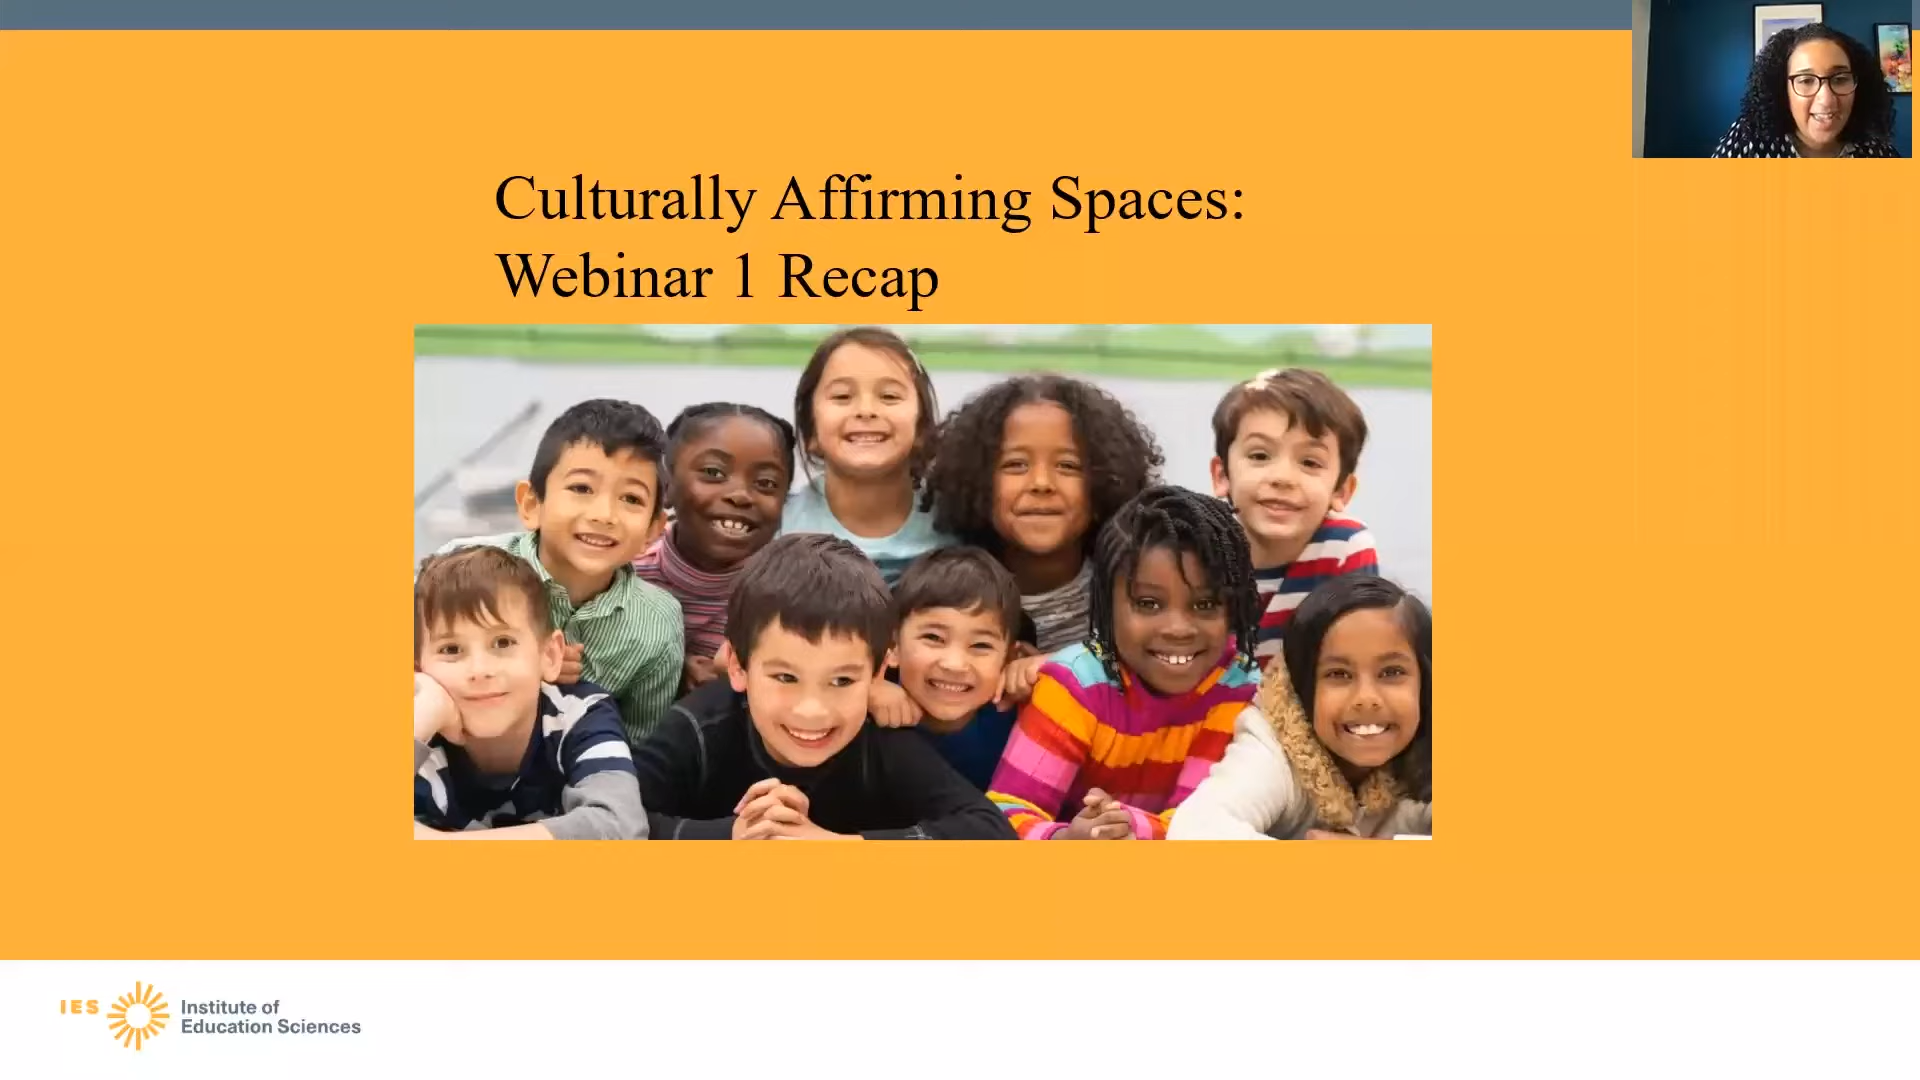 Culturally Affirming Spaces:
Webinar 1 Recap
IES
Institute of
Education Sciences